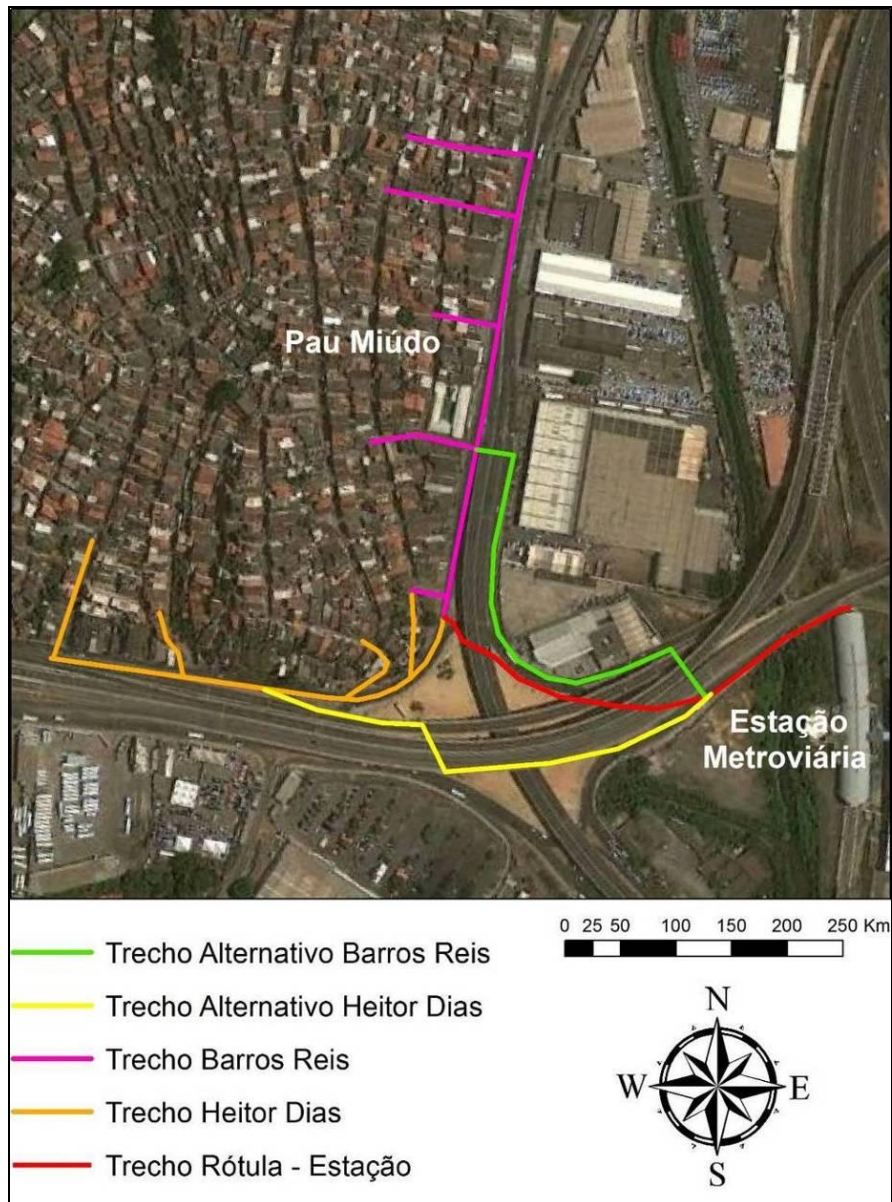 Pau Miúdo
Estação
Metroviária
Trecho Alternativo Barros Reis
Trecho Alternativo Heitor Dias
Trecho Barros Reis
Trecho Heitor Dias
Trecho Rótula - Estação
0 25 50 100 150 200 250 Km
N
W E
S